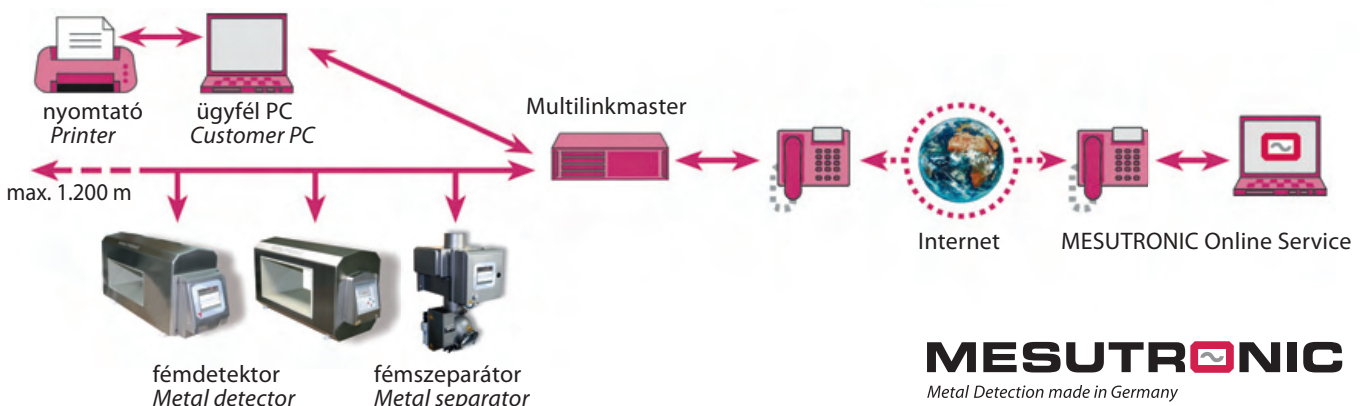 nyomtató
Printer
ügyfél PC
Customer PC
Multilinkmaster
max. 1.200 m
Internet
MESUTRONIC Online Service
fémdetektor
Metal detector
fémszeparátor
Metal separator
MESUTRONIC
Metal Detection made in Germany